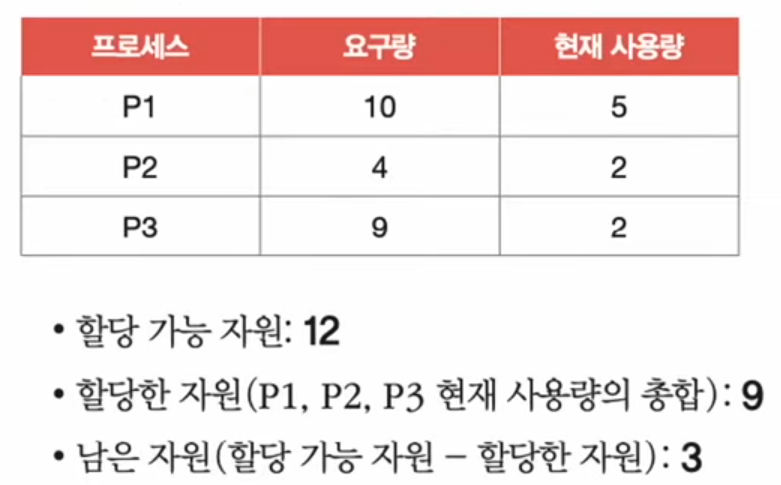 프로세스 요구량 현재 사용량
P1 10 5
P2 4 2
P3 9 2
• 할당 가능 자원: 12
• 할당한 자원(P1, P2, P3 현재 사용량의 총합): 9
• 남은 자원(할당 가능 자원 – 할당한 자원): 3